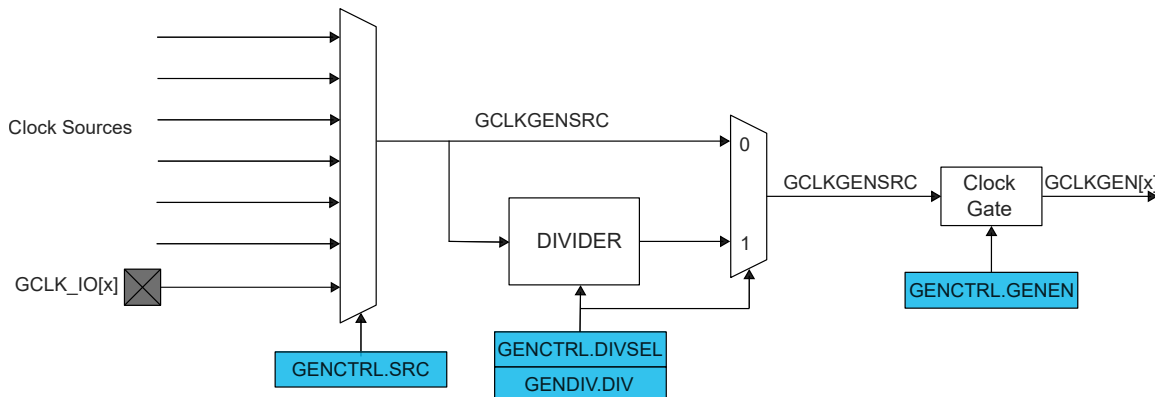 Clock Sources
GCLK_IO[x]
GENCTRL.SRC
GCLKGENSRC
DIVIDER
0
1
GENCTRL.DIVSEL
GENDIV.DIV
GCLKGENSRC
Clock
Gate
GCLKGEN[x]
GENCTRL.GENEN